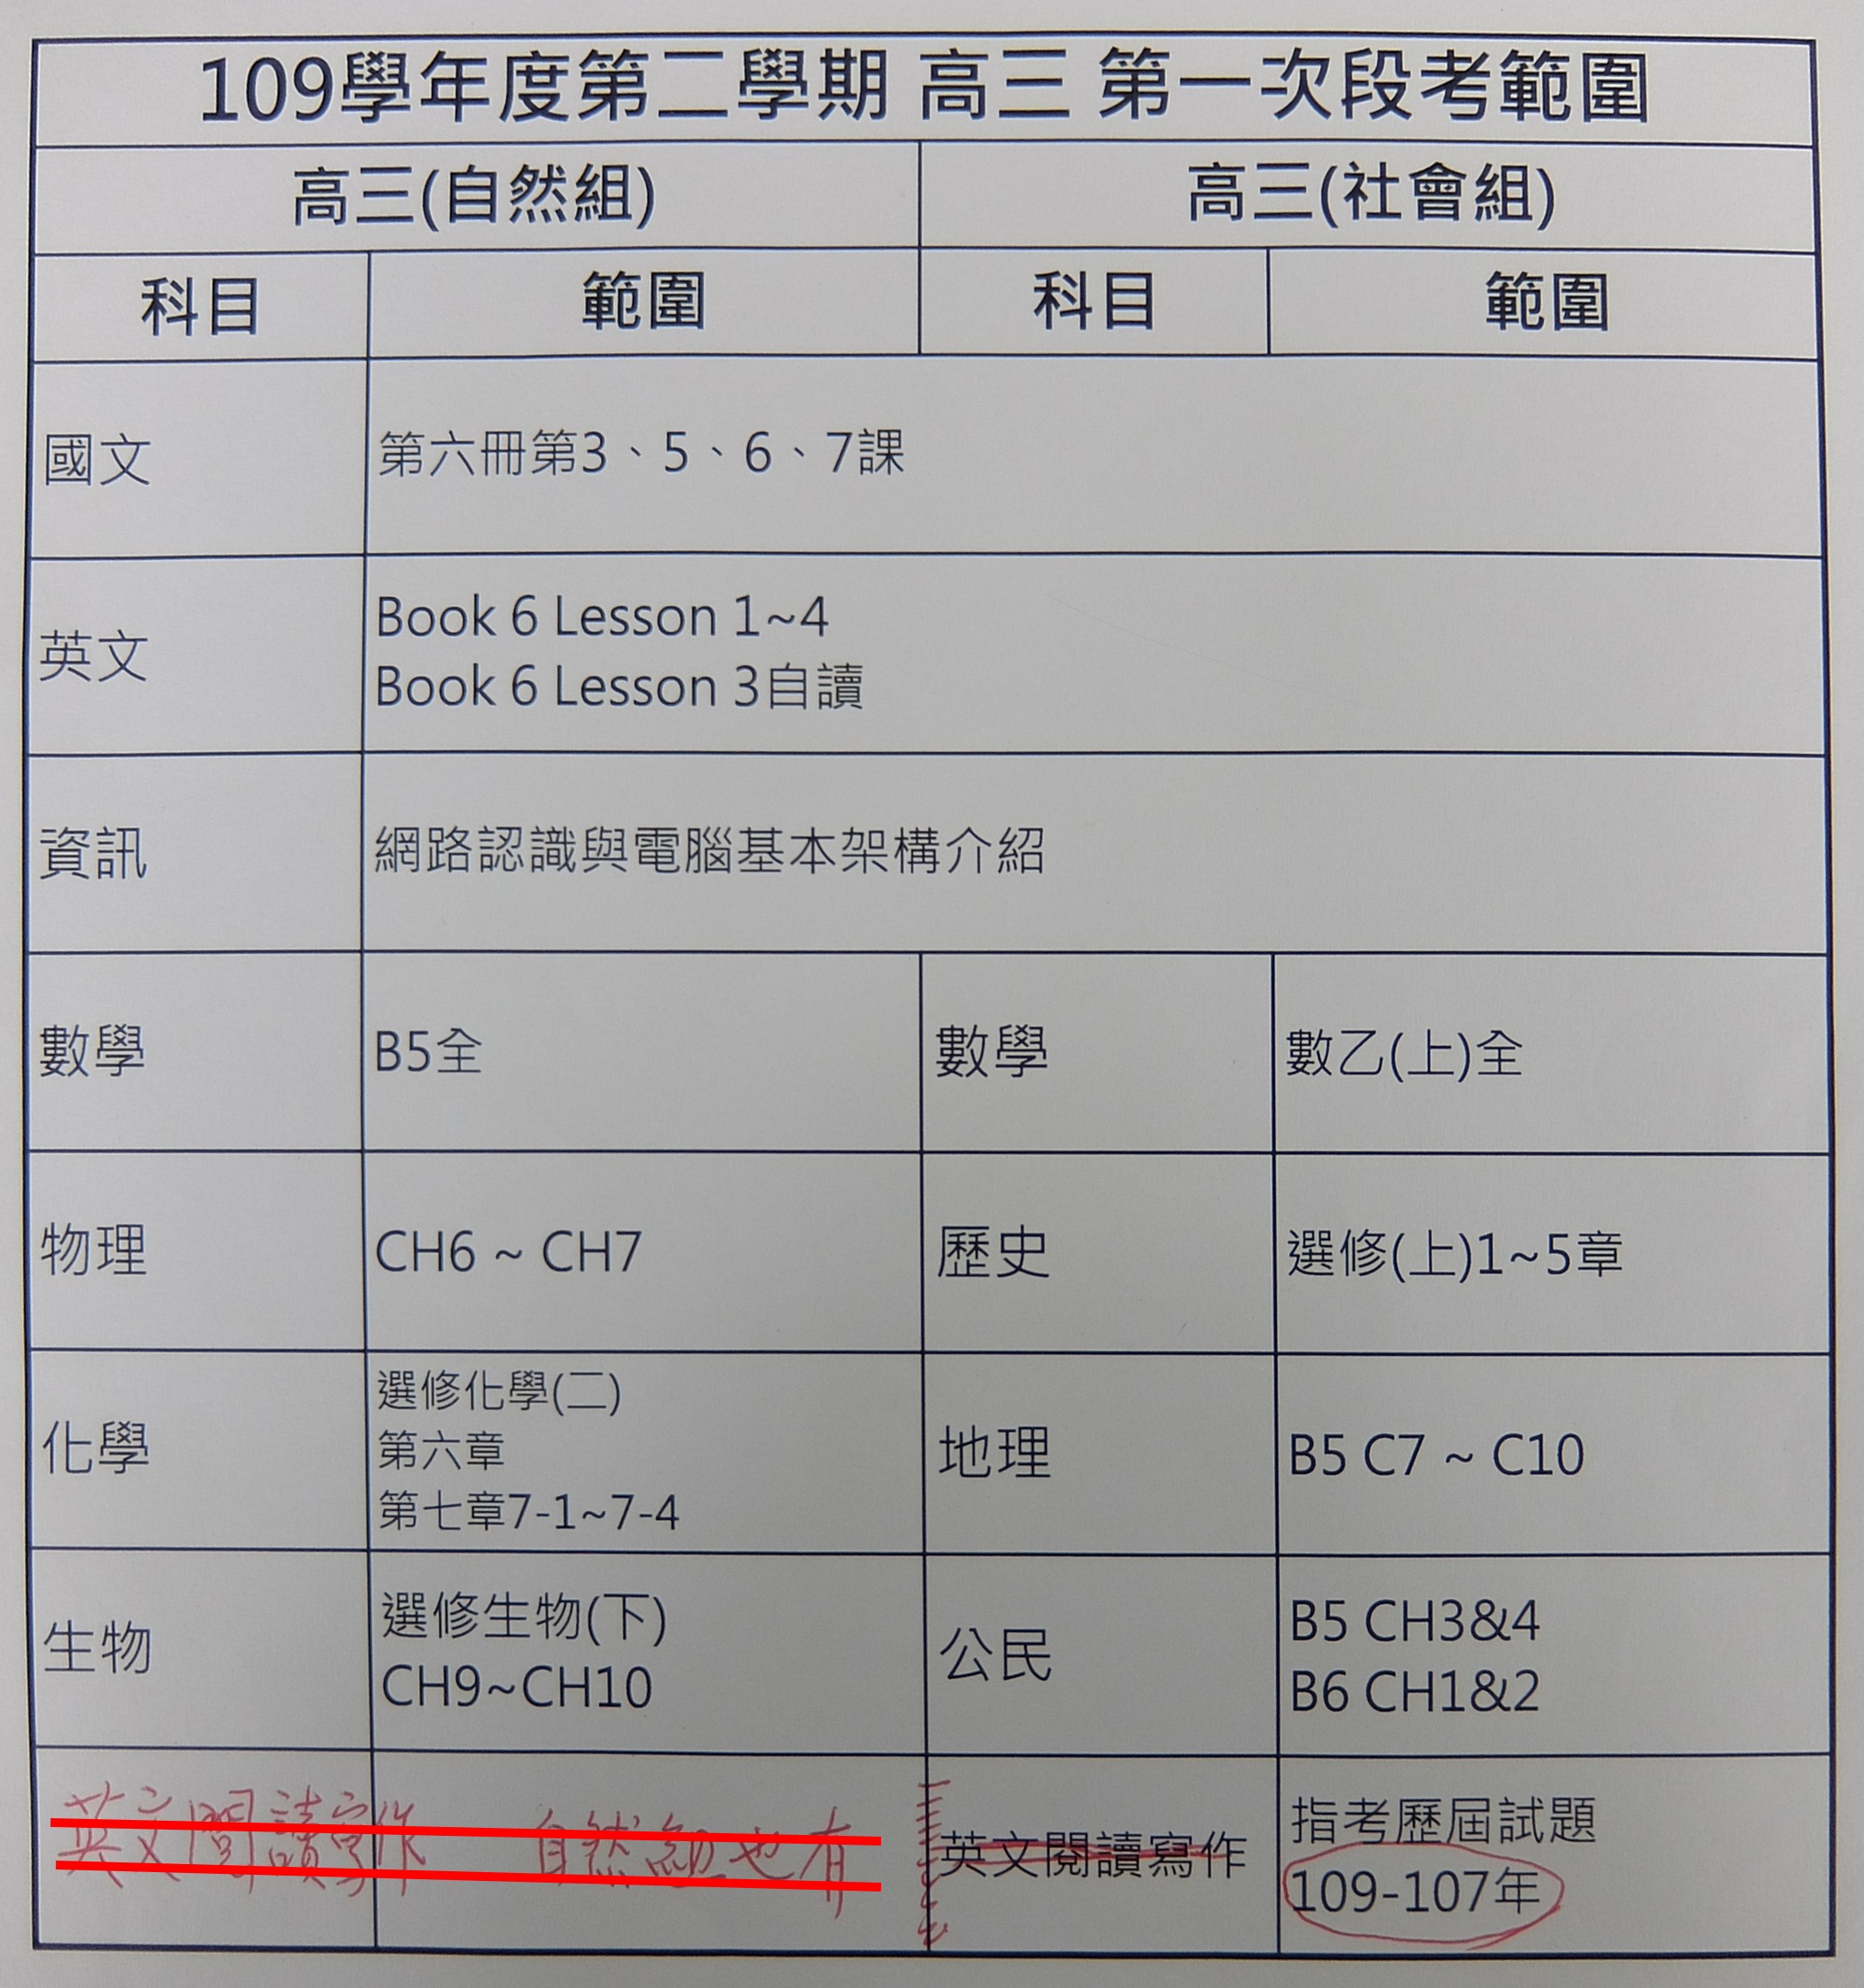 109學年度第二學期 高三 第一次段考範圍
高三(自然組) 高三(社會組)
科目 範圍 科目 範圍
國文 第六冊第3、5、6、7課
英文 Book 6 Lesson 1~4
Book 6 Lesson 3自讀
資訊 網路認識與電腦基本架構介紹
數學 B5全 數學 數乙(上)全
物理 CH6 ~ CH7 歷史 選修(上)1~5章
化學 選修化學(二)
第六章
第七章7-1~7-4
地理 B5 C7 ~ C10
生物 選修生物(下)
CH9~CH10
公民 B5 CH3&4
B6 CH1&2
英文閱讀寫作 自然組也有
英文閱讀寫作 指考歷屆試題
109-107年